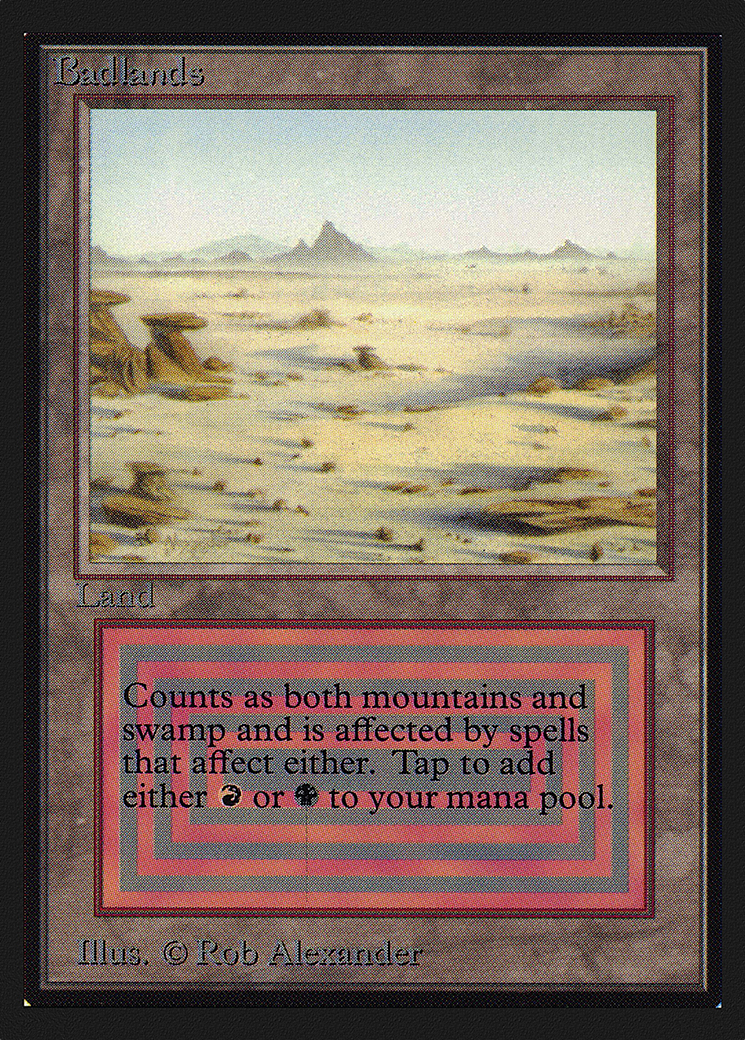 Badlands
Land
Counts as both mountains and
swamp and is affected by spells
that affect either. Tap to add
either or to your mana pool.
Illus. © Rob Alexander